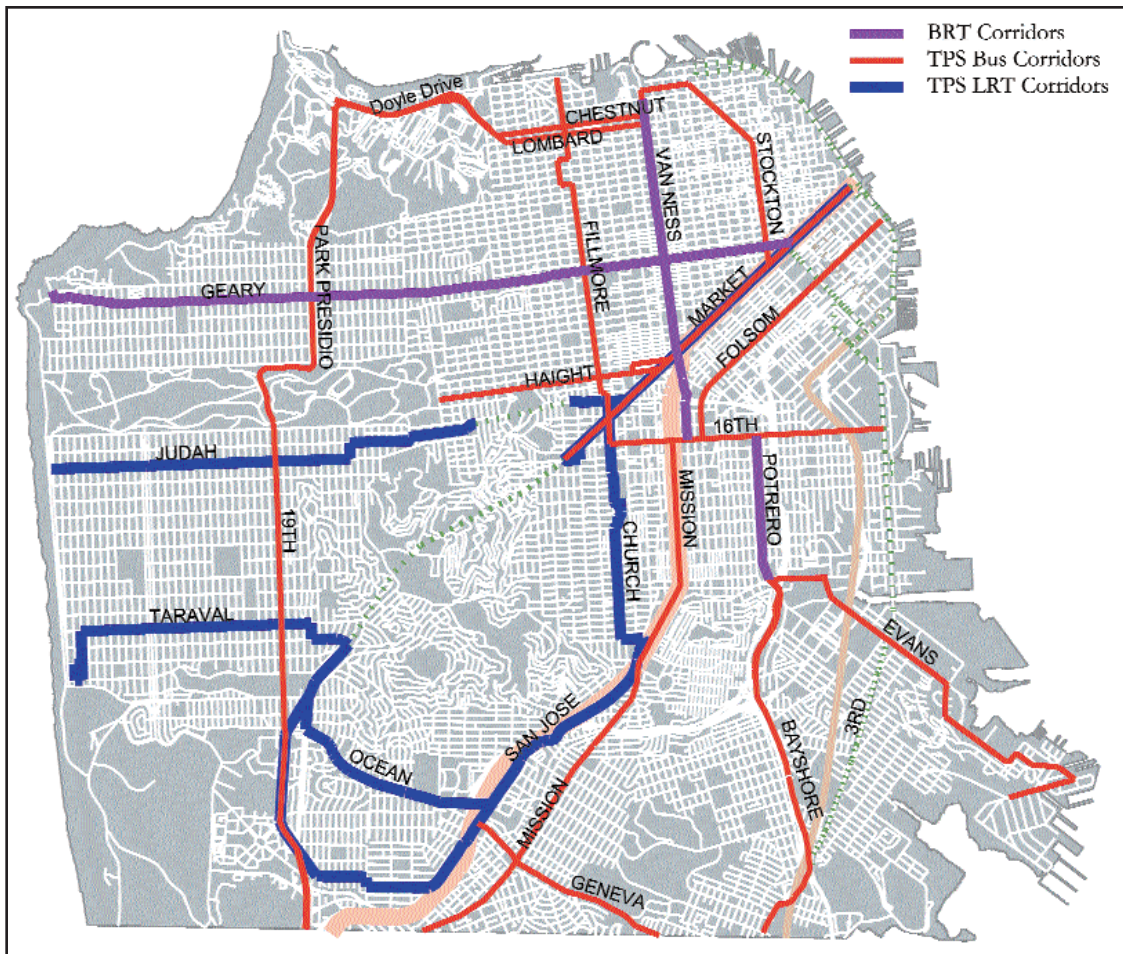 BRT Corridors
TPS Bus Corridors
TPS LRT Corridors
Doyle Drive
CHESTNUT
LOMBARD
STOCKTON
VAN NESS
FILLMORE
PARK PRESIDIO
GEARY
MARKET
FOLSOM
HAIGHT
16TH
JUDAH
POTRERO
MISSION
19TH
CHURCH
TARAVAL
EVANS
SAN JOSE
3RD
BAYSHORE
OCEAN
MISSION
GENEVA